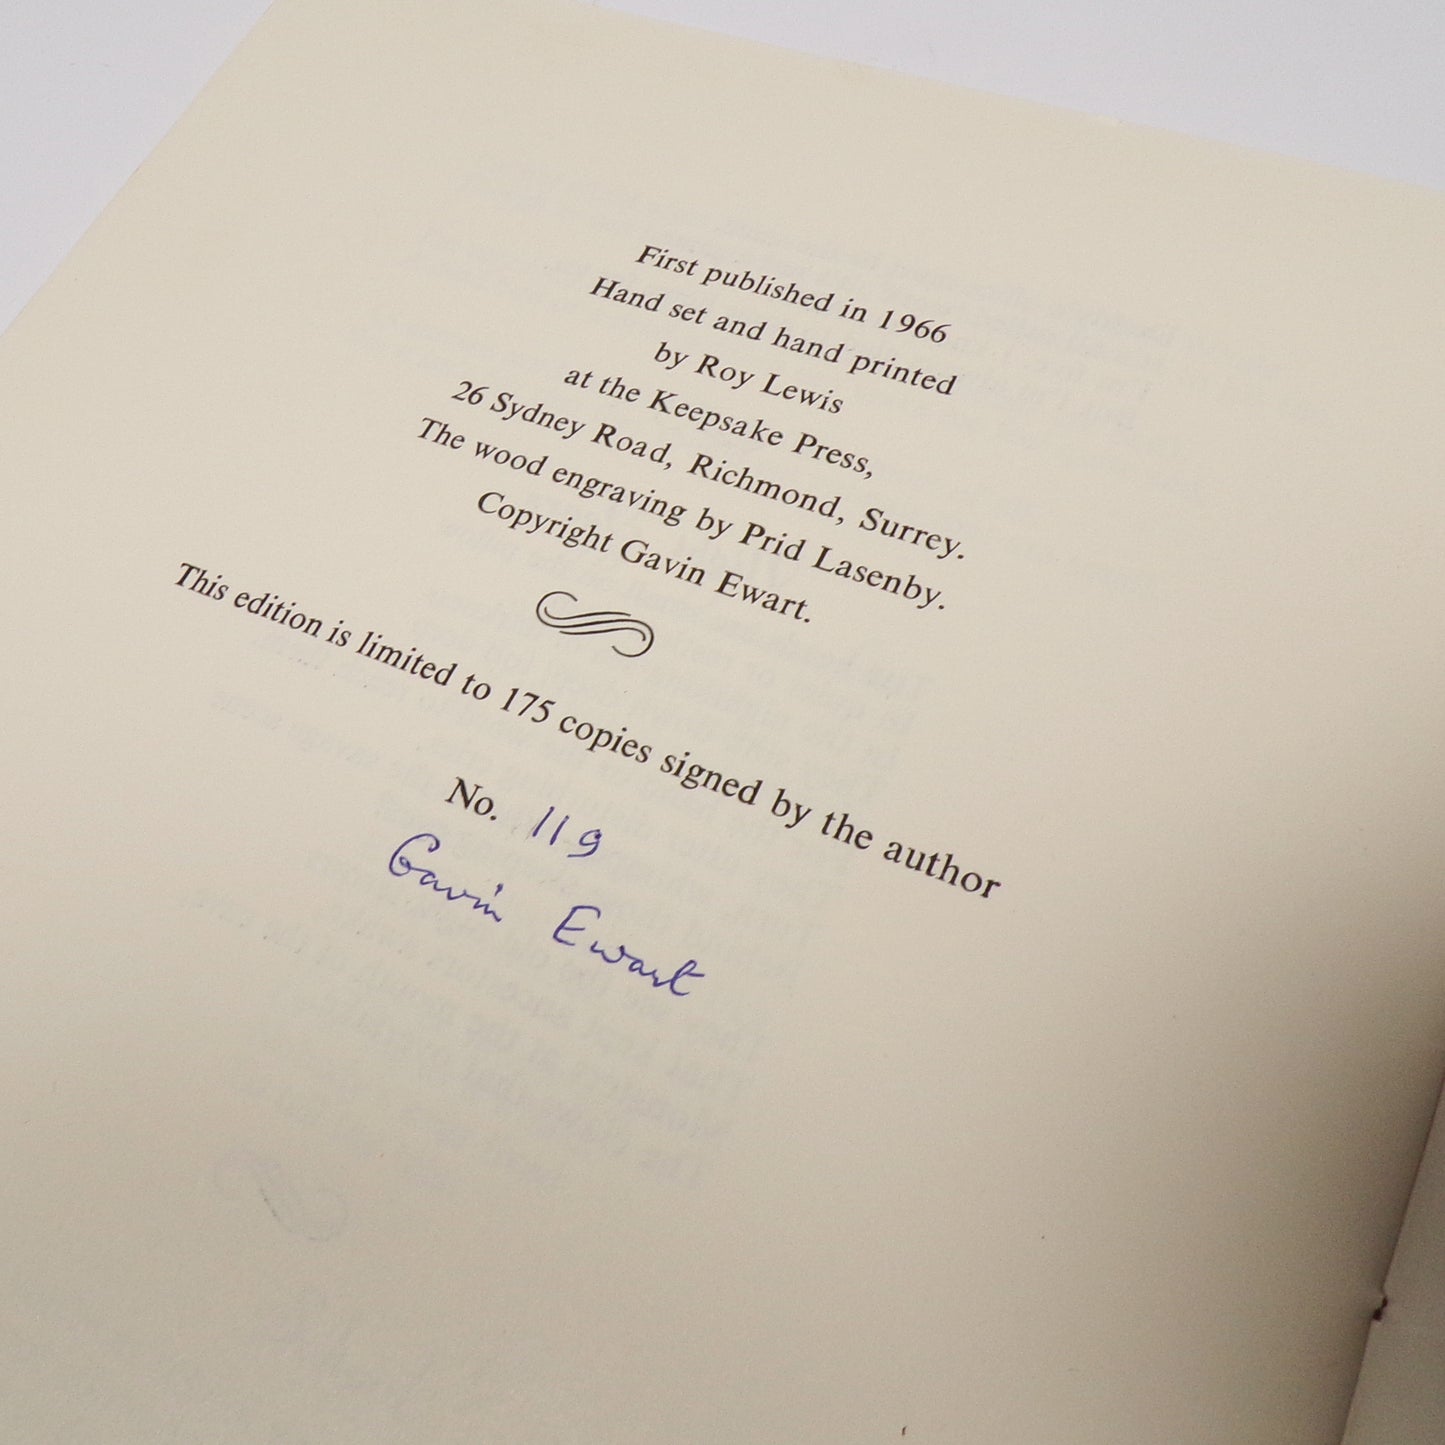 First published in 1966
Hand set and hand printed
by Roy Lewis
at the Keepsake Press,
26 Sydney Road, Richmond, Surrey.
The wood engraving by Prid Lasenby.
Copyright Gavin Ewart.
This edition is limited to 175 copies signed by the author
No. 119
Gavin Ewart